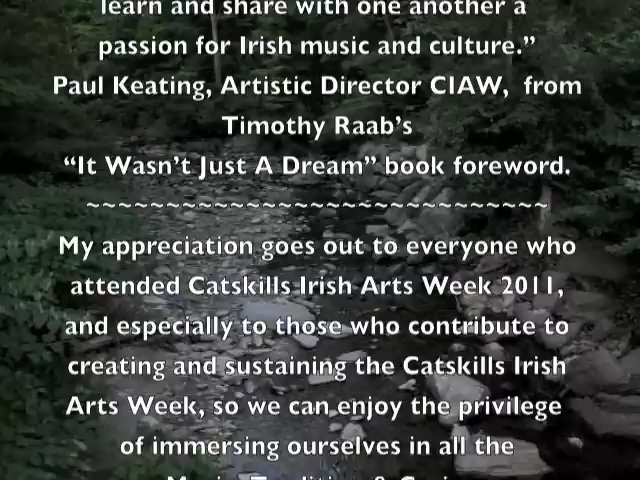 learn and share with one another a
passion for Irish music and culture.”
Paul Keating, Artistic Director CIAW,  from
Timothy Raab’s
“It Wasn’t Just A Dream” book foreword.
~~~~~~~~~~~~~~~~~~~~~~~~~~~~~
My appreciation goes out to everyone who
attended Catskills Irish Arts Week 2011,
and especially to those who contribute to
creating and sustaining the Catskills Irish
Arts Week, so we can enjoy the privilege
of immersing ourselves in all the